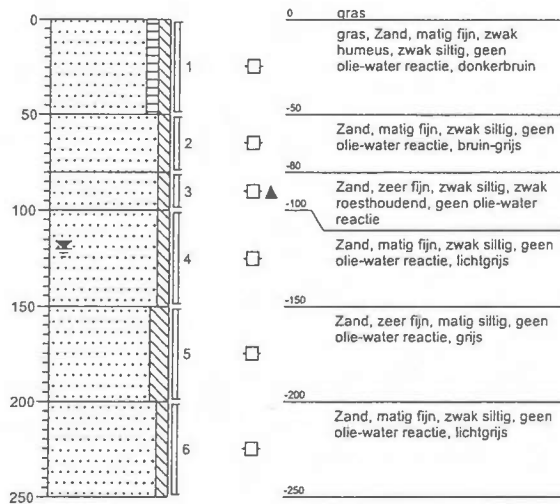 0
50
100
150
200
250
1
2
3
4
5
6
0 gras
gras, Zand, matig fijn, zwak
humeus, zwak siltig, geen
olie-water reactie, donkerbruin
-50
Zand, matig fijn, zwak siltig, geen
olie-water reactie, bruin-grijs
-80
Zand, zeer fijn, zwak siltig, zwak
roesthoudend, geen olie-water
reactie
-100
Zand, matig fijn, zwak siltig, geen
olie-water reactie, lichtgrijs
-150
Zand, zeer fijn, matig siltig, geen
olie-water reactie, grijs
-200
Zand, matig fijn, zwak siltig, geen
olie-water reactie, lichtgrijs
-250